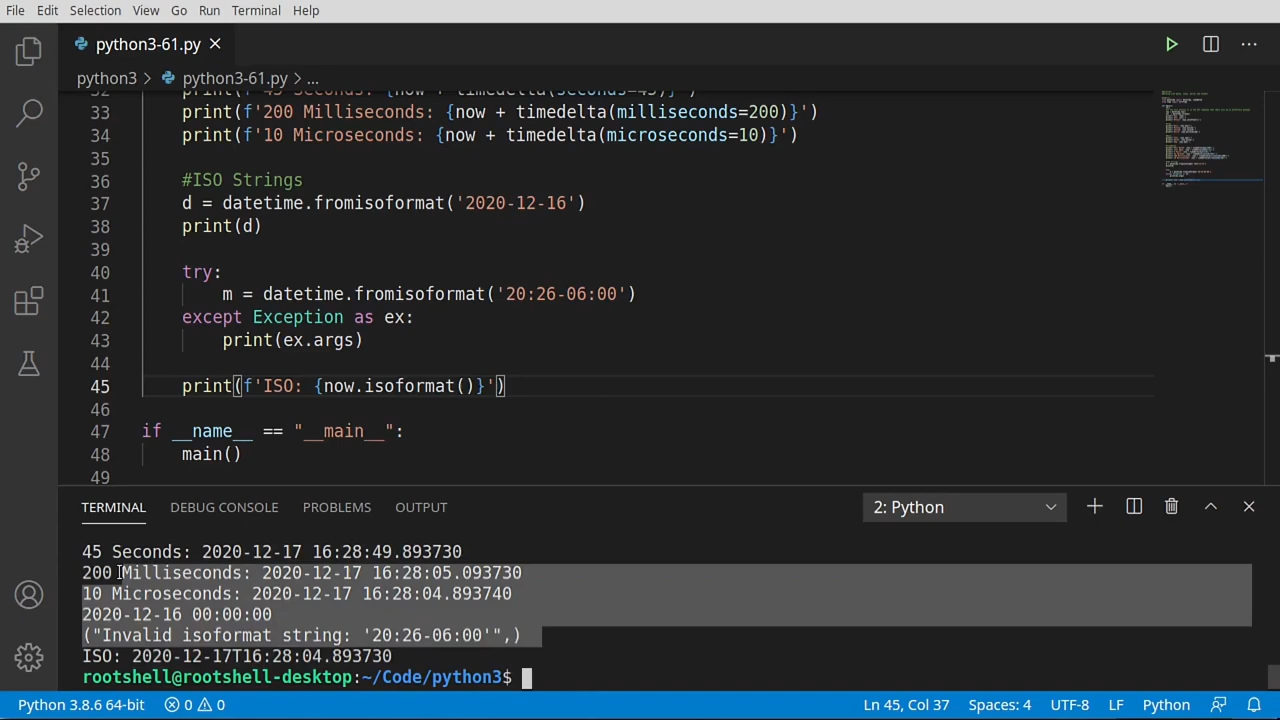 File Edit Selection View Go Run Terminal Help
python3-61.py
python3 > python3-61.py > ...
32 print(f'45 Seconds: {now + timedelta(seconds=45)}')
33 print(f'200 Milliseconds: {now + timedelta(milliseconds=200)}')
34 print(f'10 Microseconds: {now + timedelta(microseconds=10)}')
35
36 #ISO Strings
37 d = datetime.fromisoformat('2020-12-16')
38 print(d)
39
40 try:
41 m = datetime.fromisoformat('20:26-06:00')
42 except Exception as ex:
43 print(ex.args)
44
45 print(f'ISO: {now.isoformat()}')
46
47 if __name__ == "__main__":
48 main()
49
TERMINAL DEBUG CONSOLE PROBLEMS OUTPUT 2: Python
45 Seconds: 2020-12-17 16:28:49.893730
200 Milliseconds: 2020-12-17 16:28:05.093730
10 Microseconds: 2020-12-17 16:28:04.893740
2020-12-16 00:00:00
("Invalid isoformat string: '20:26-06:00'",)
ISO: 2020-12-17T16:28:04.893730
rootshell@rootshell-desktop:~/Code/python3$
Python 3.8.6 64-bit 0 0 Ln 45, Col 37 Spaces: 4 UTF-8 LF Python